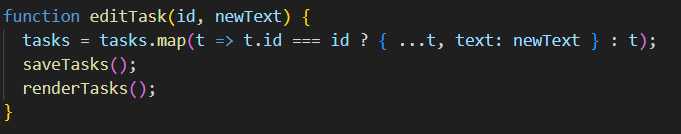 function editTask(id, newText) {
  tasks = tasks.map(t => t.id === id ? { ...t, text: newText } : t);
  saveTasks();
  renderTasks();
}